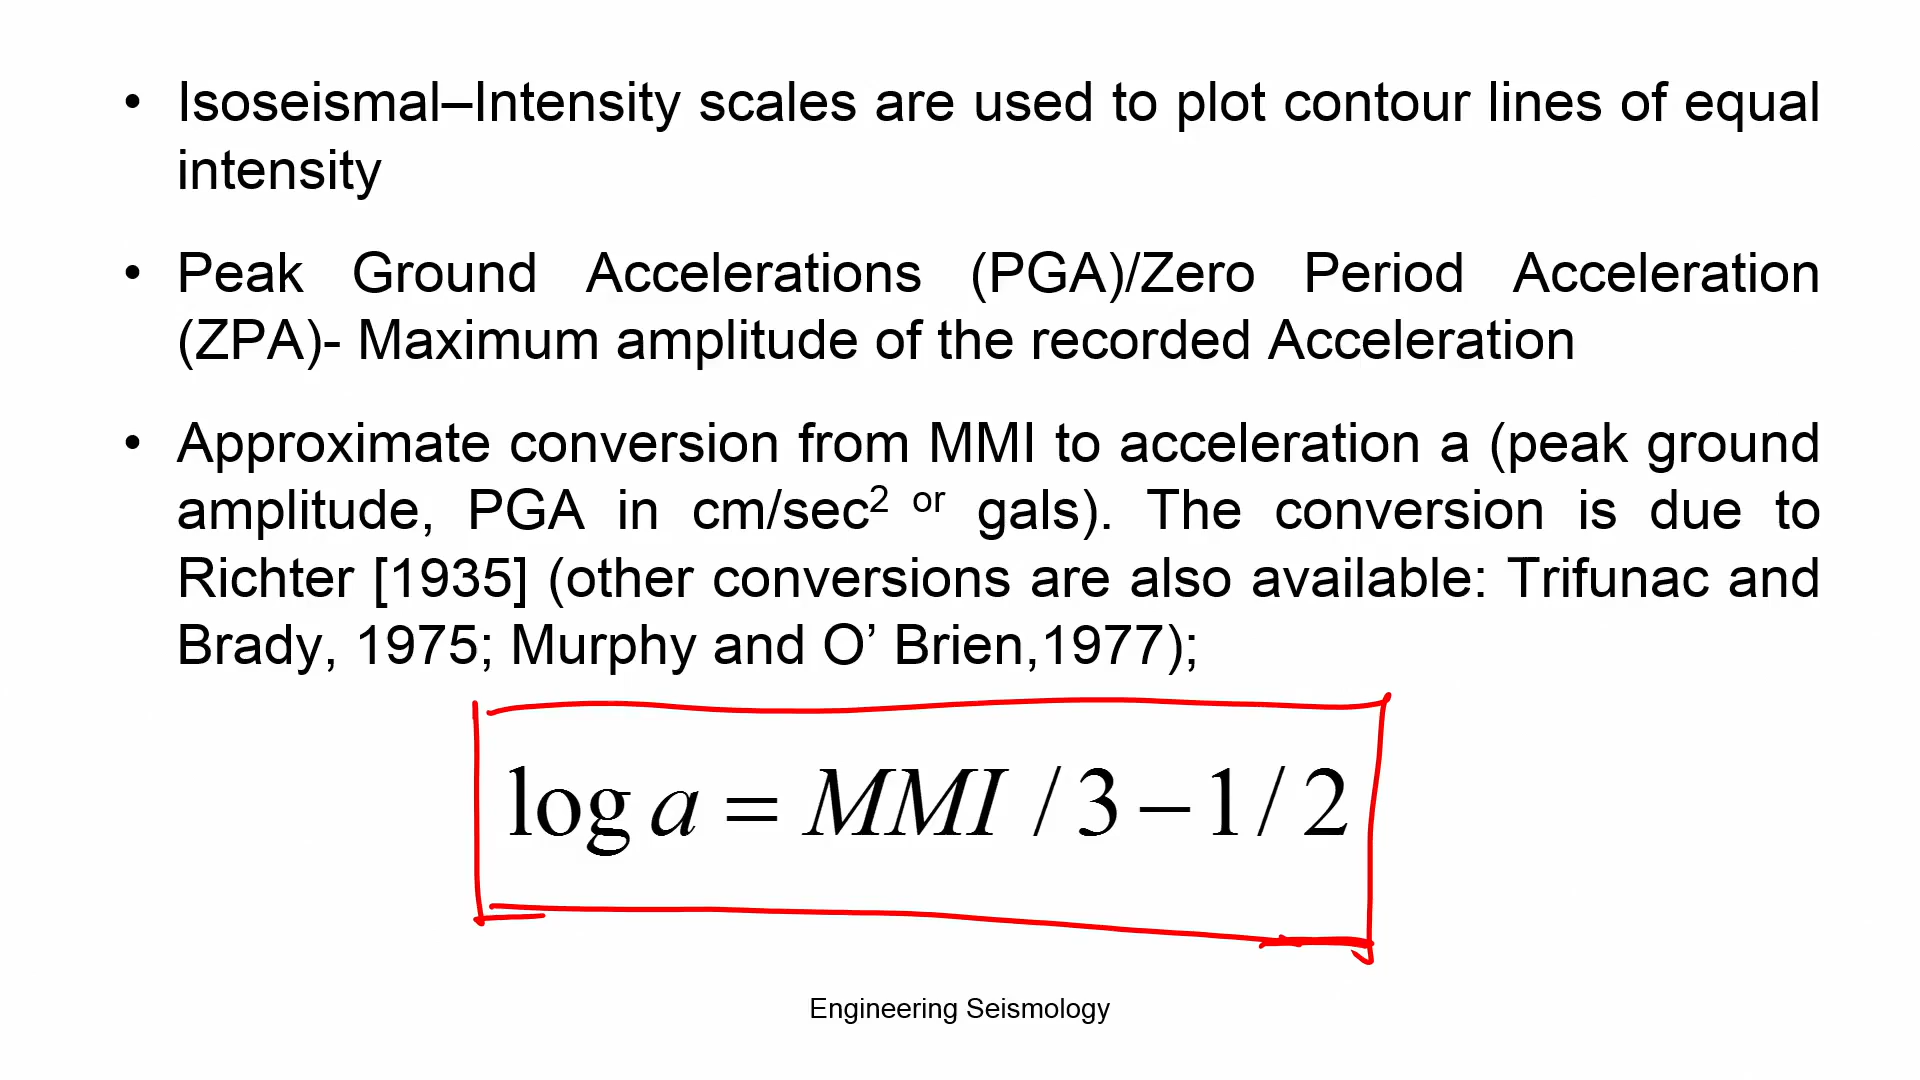 • Isoseismal–Intensity scales are used to plot contour lines of equal
intensity
• Peak Ground Accelerations (PGA)/Zero Period Acceleration
(ZPA)- Maximum amplitude of the recorded Acceleration
• Approximate conversion from MMI to acceleration a (peak ground
amplitude, PGA in cm/sec² ᵒʳ gals). The conversion is due to
Richter [1935] (other conversions are also available: Trifunac and
Brady, 1975; Murphy and O’ Brien,1977);
log a = MMI / 3 – 1 / 2
Engineering Seismology